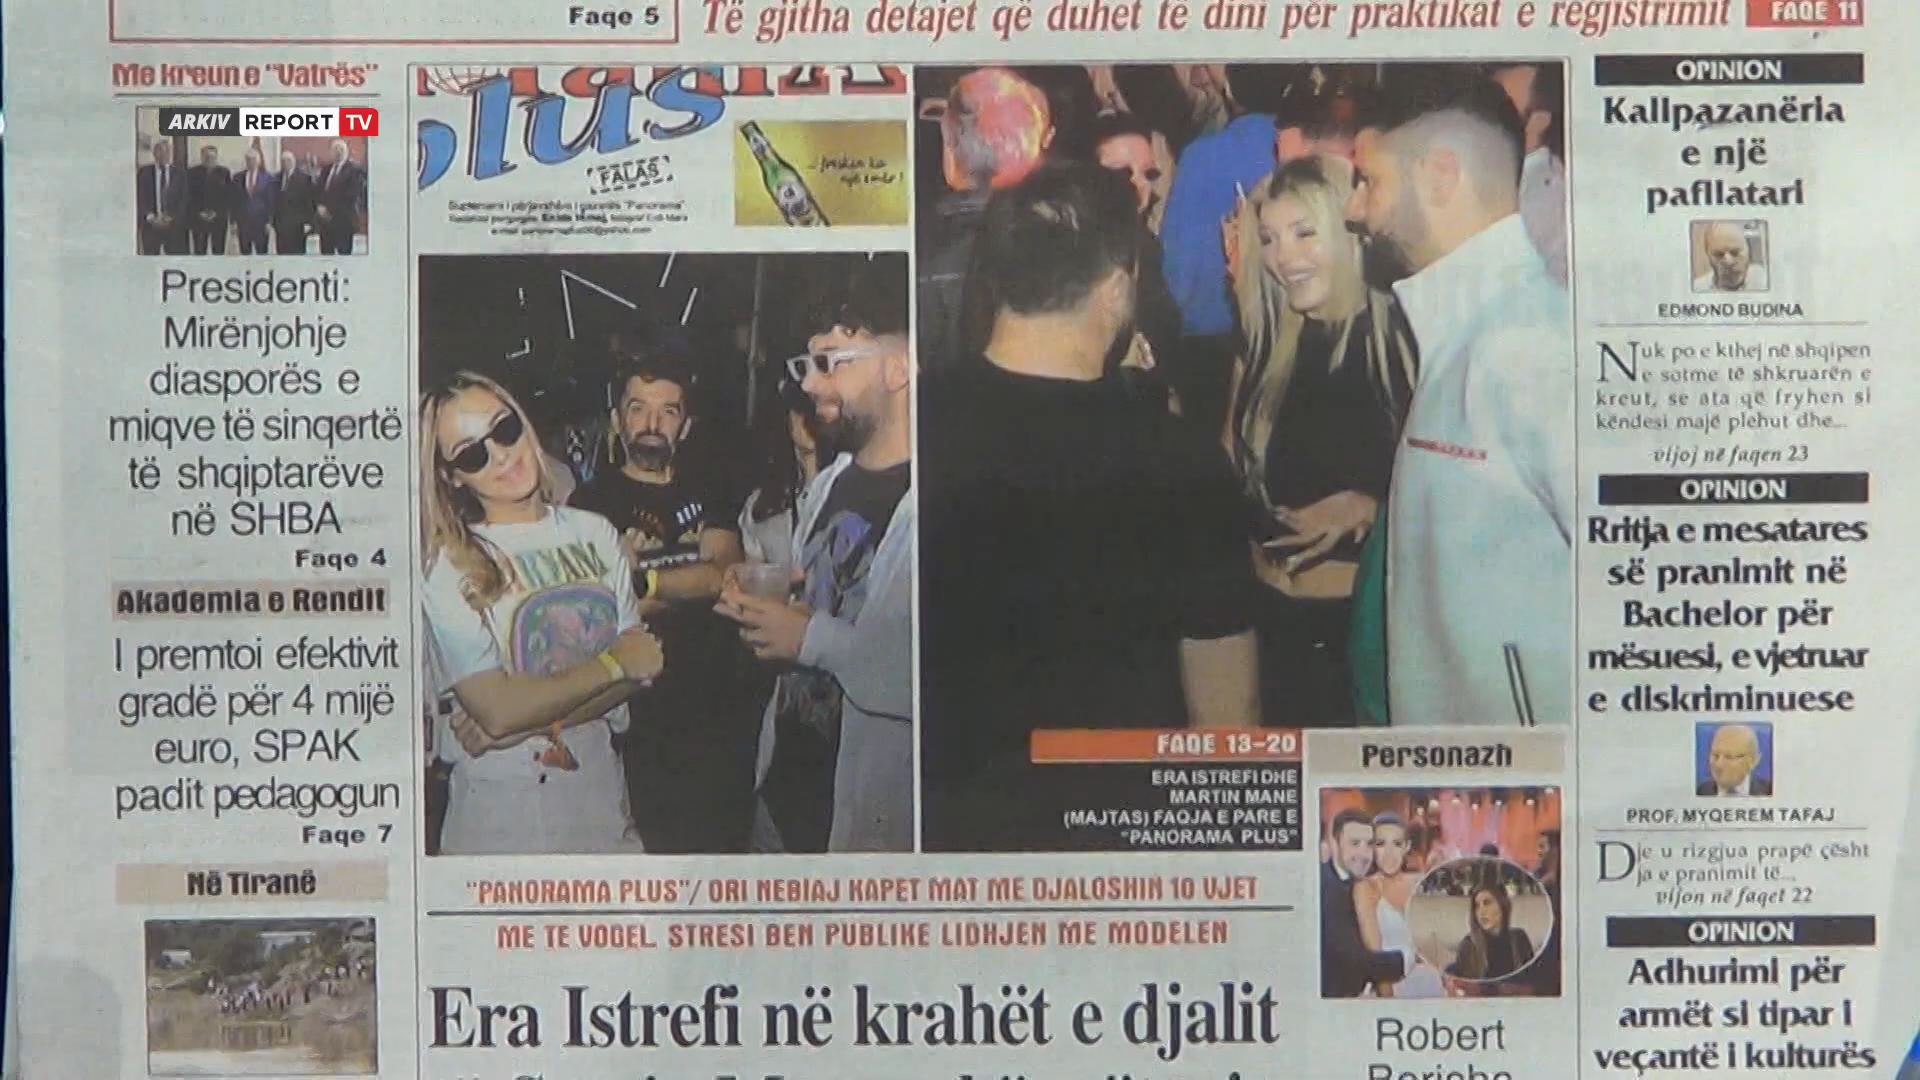 Faqe 5
Të gjitha detajet që duhet të dini për praktikat e regjistrimit
FAQE 11
Me kreun e "Vatrës"
ARKIV REPORT TV
Presidenti:
Mirënjohje
diasporës e
miqve të sinqertë
të shqiptarëve
në SHBA
Faqe 4
Akademia e Rendit
I premtoi efektivit
gradë për 4 mijë
euro, SPAK
padit pedagogun
Faqe 7
Në Tiranë
plus
FALAS
Suplementi i përjavshëm i gazetës "Panorama"
NIRVANA
FAQE 13-20
ERA ISTREFI DHE
MARTIN MANE
(MAJTAS) FAQJA E PARE E
"PANORAMA PLUS"
"PANORAMA PLUS"/ ORI NEBIAJ KAPET MAT ME DJALOSHIN 10 VJET
ME TE VOGEL. STRESI BEN PUBLIKE LIDHJEN ME MODELEN
Era Istrefi në krahët e djalit
Personazh
Robert
OPINION
Kallpazanëria
e një
pafllatari
EDMOND BUDINA
Nuk po e kthej në shqipen
e sotme të shkruarën e
kreut, se ata që fryhen si
këndesi majë plehut dhe...
vijoj në faqen 23
OPINION
Rritja e mesatares
së pranimit në
Bachelor për
mësuesi, e vjetruar
e diskriminuese
PROF. MYQEREM TAFAJ
Dje u rizgjua prapë çësht
ja e pranimit të...
vijon në faqet 22
OPINION
Adhurimi për
armët si tipar i
veçantë i kulturës